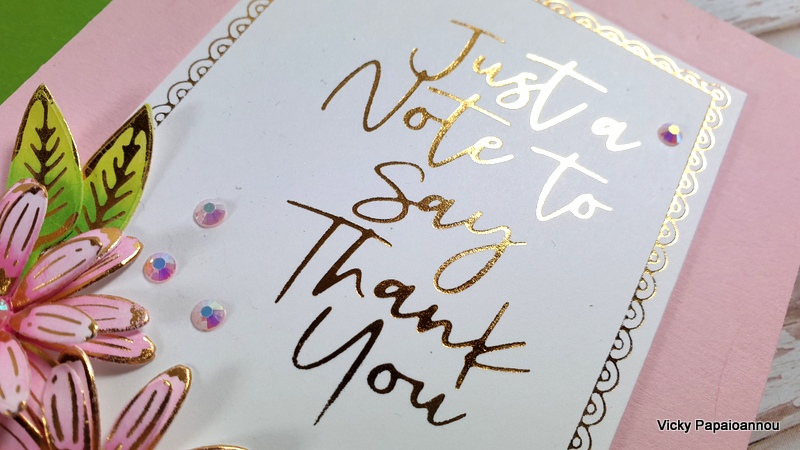 Just a
Note to
Say
Thank
You
Vicky Papaioannou